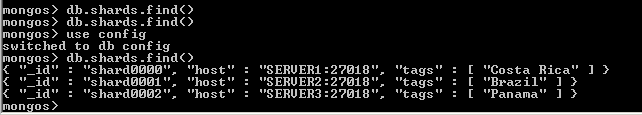 mongos> db.shards.find()
mongos> db.shards.find()
mongos> use config
switched to db config
mongos> db.shards.find()
{ "_id" : "shard0000", "host" : "SERVER1:27018", "tags" : [ "Costa Rica" ] }
{ "_id" : "shard0001", "host" : "SERVER2:27018", "tags" : [ "Brazil" ] }
{ "_id" : "shard0002", "host" : "SERVER3:27018", "tags" : [ "Panama" ] }
mongos>